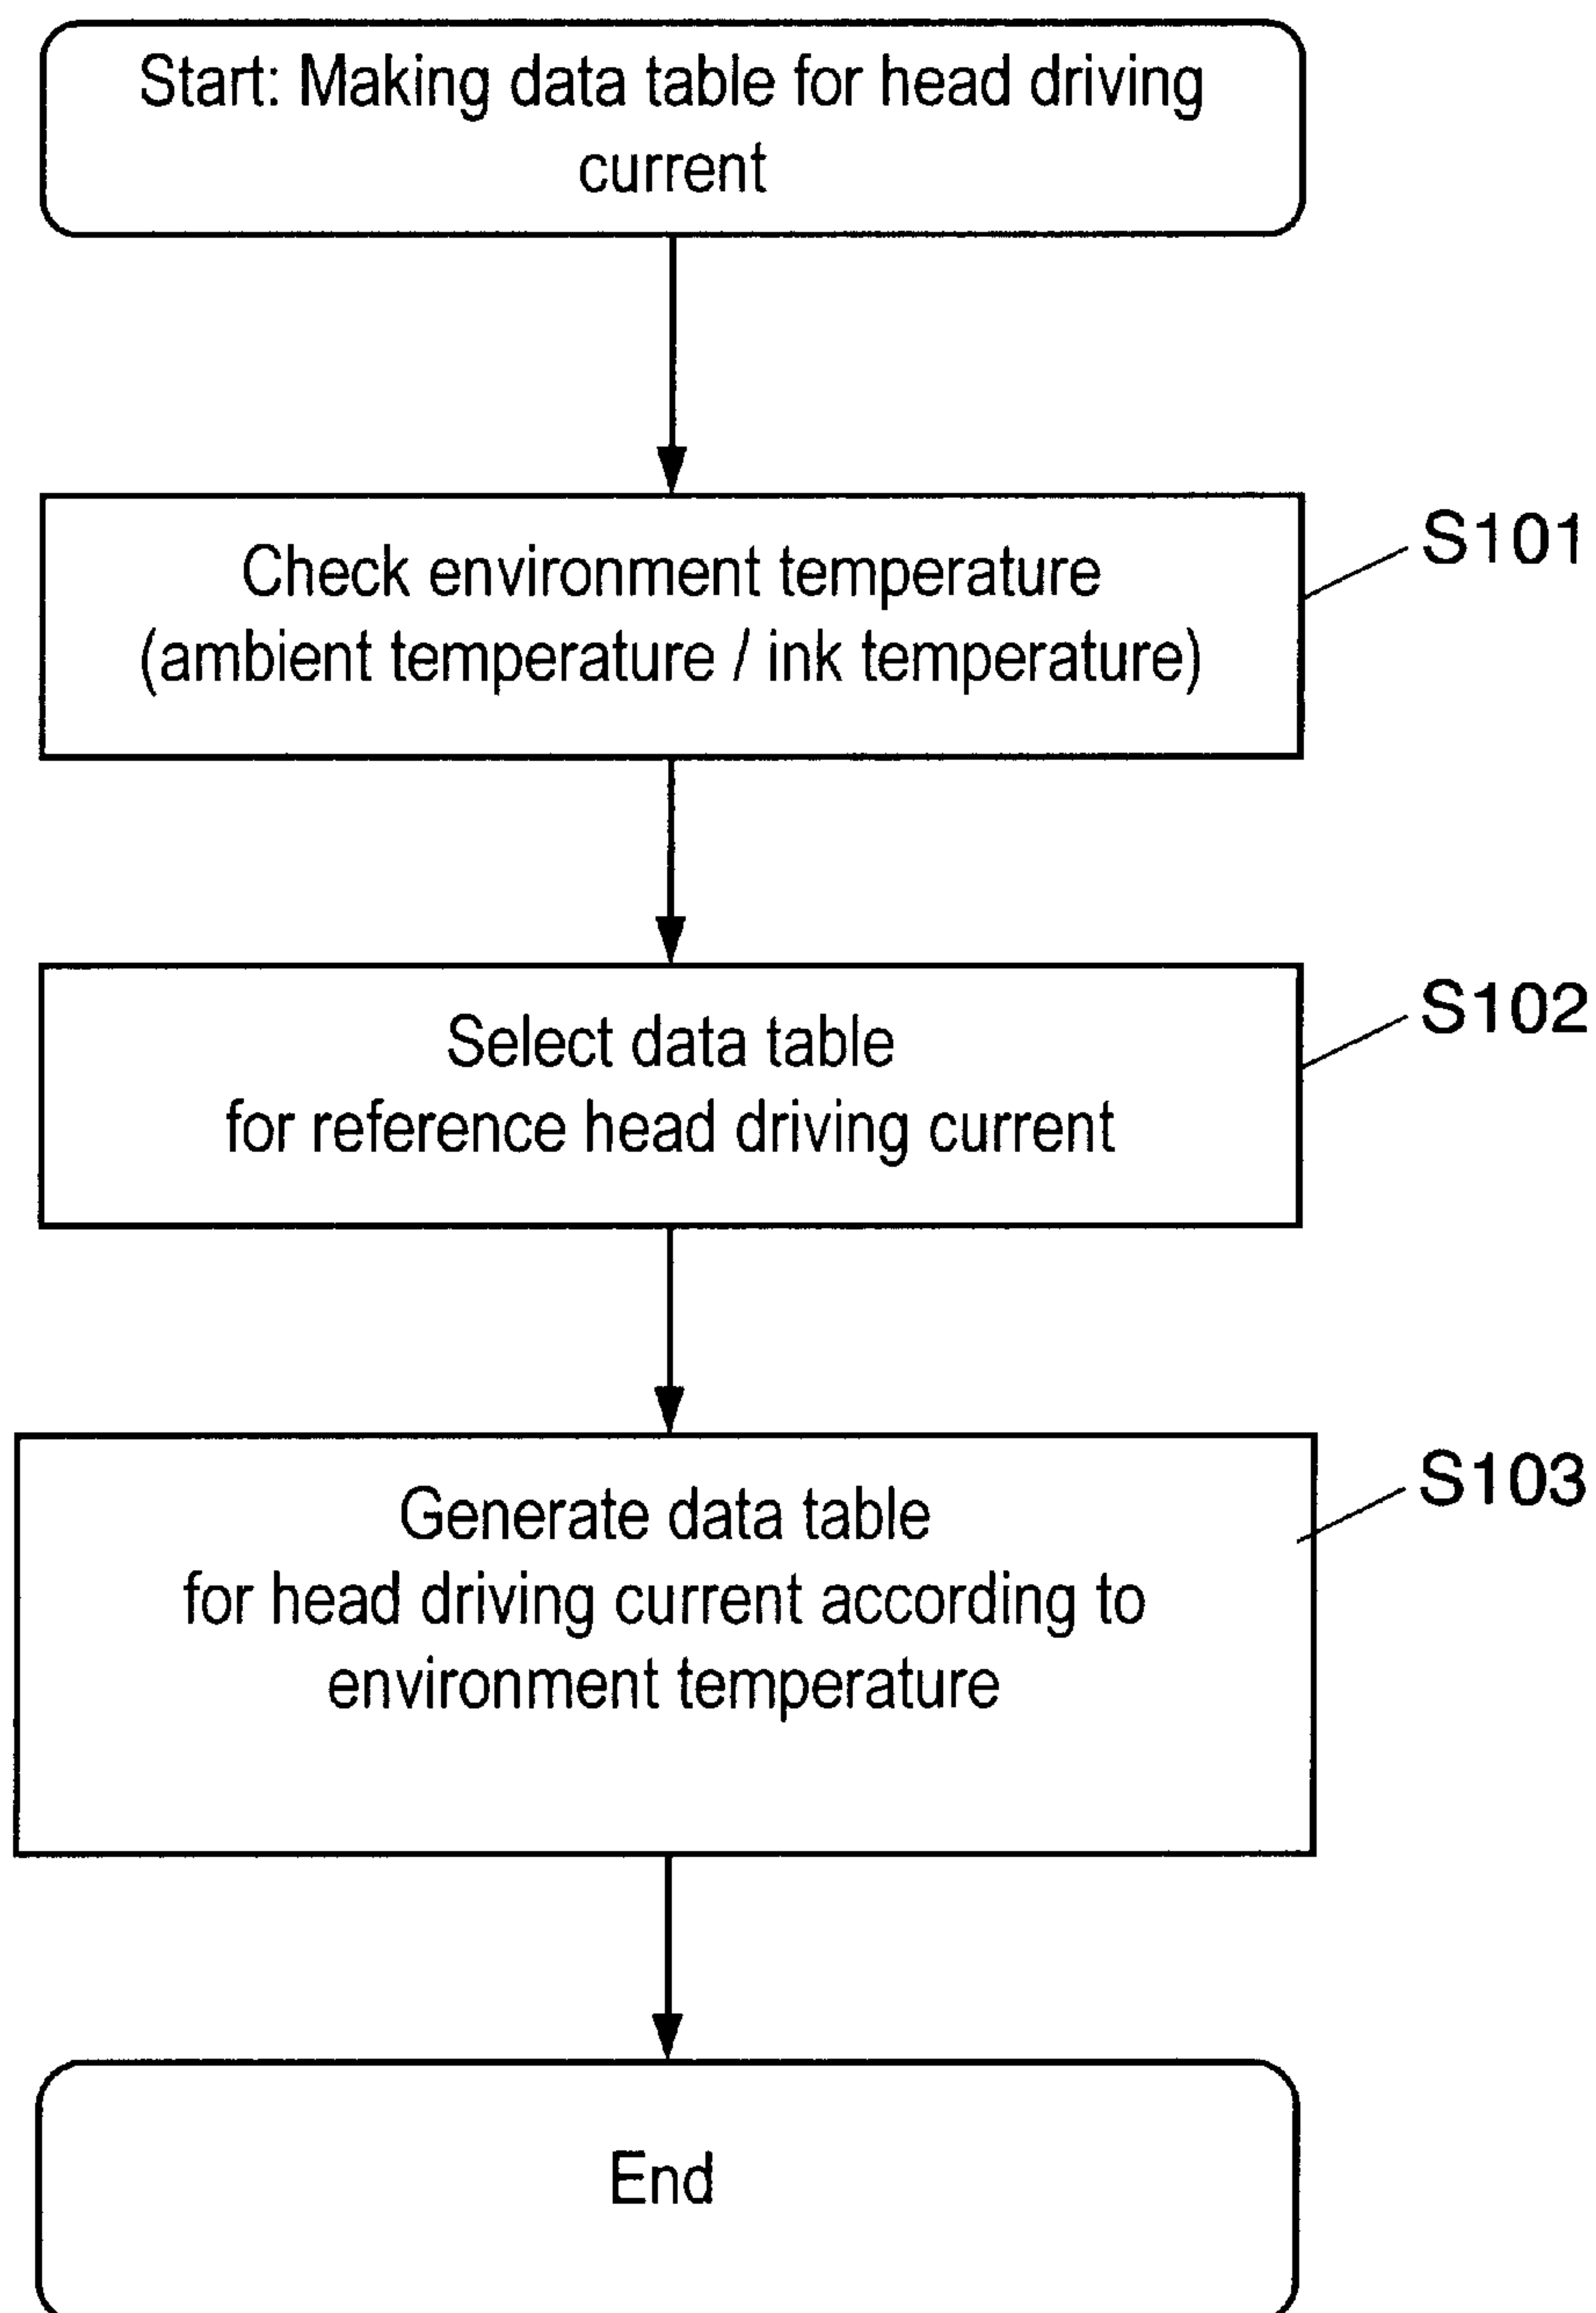 Start: Making data table for head driving
current
Check environment temperature
(ambient temperature / ink temperature)
S101
Select data table
for reference head driving current
S102
Generate data table
for head driving current according to
environment temperature
S103
End